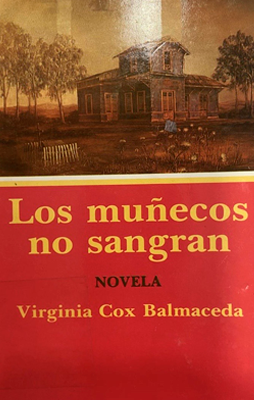 Los muñecos
no sangran
NOVELA
Virginia Cox Balmaceda